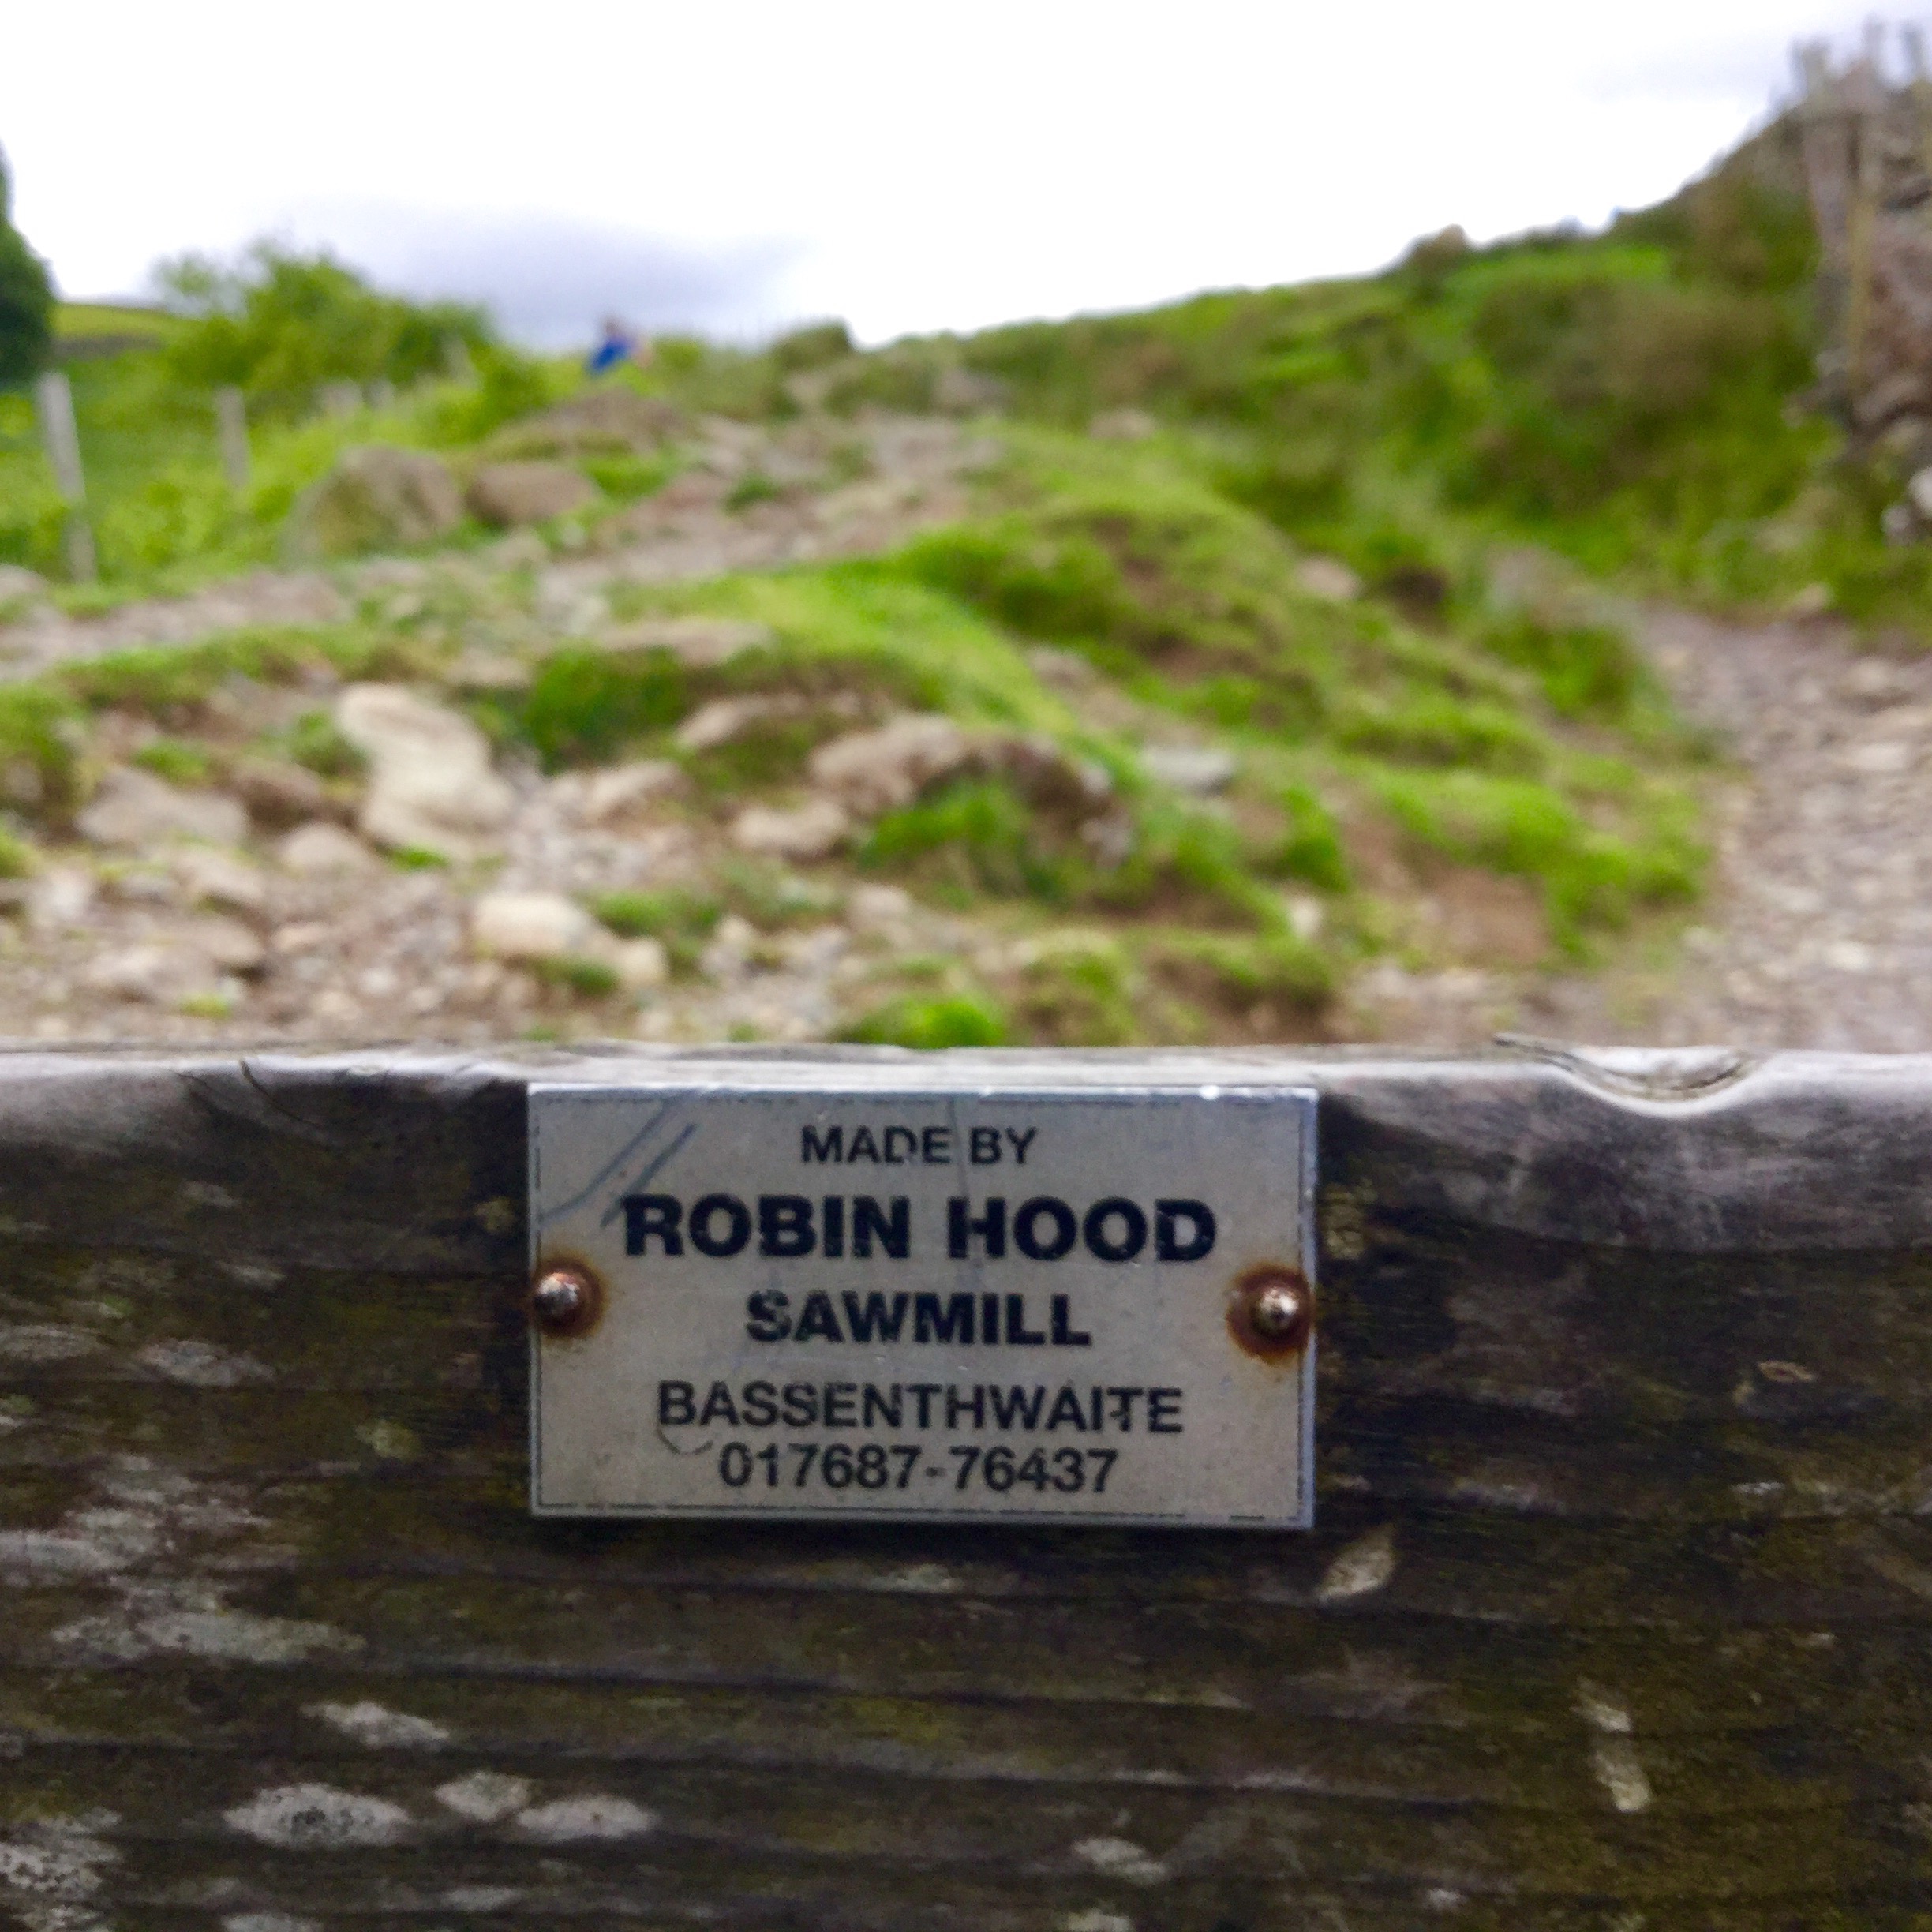 MADE BY
ROBIN HOOD
SAWMILL
BASSENTHWAITE
017687-76437